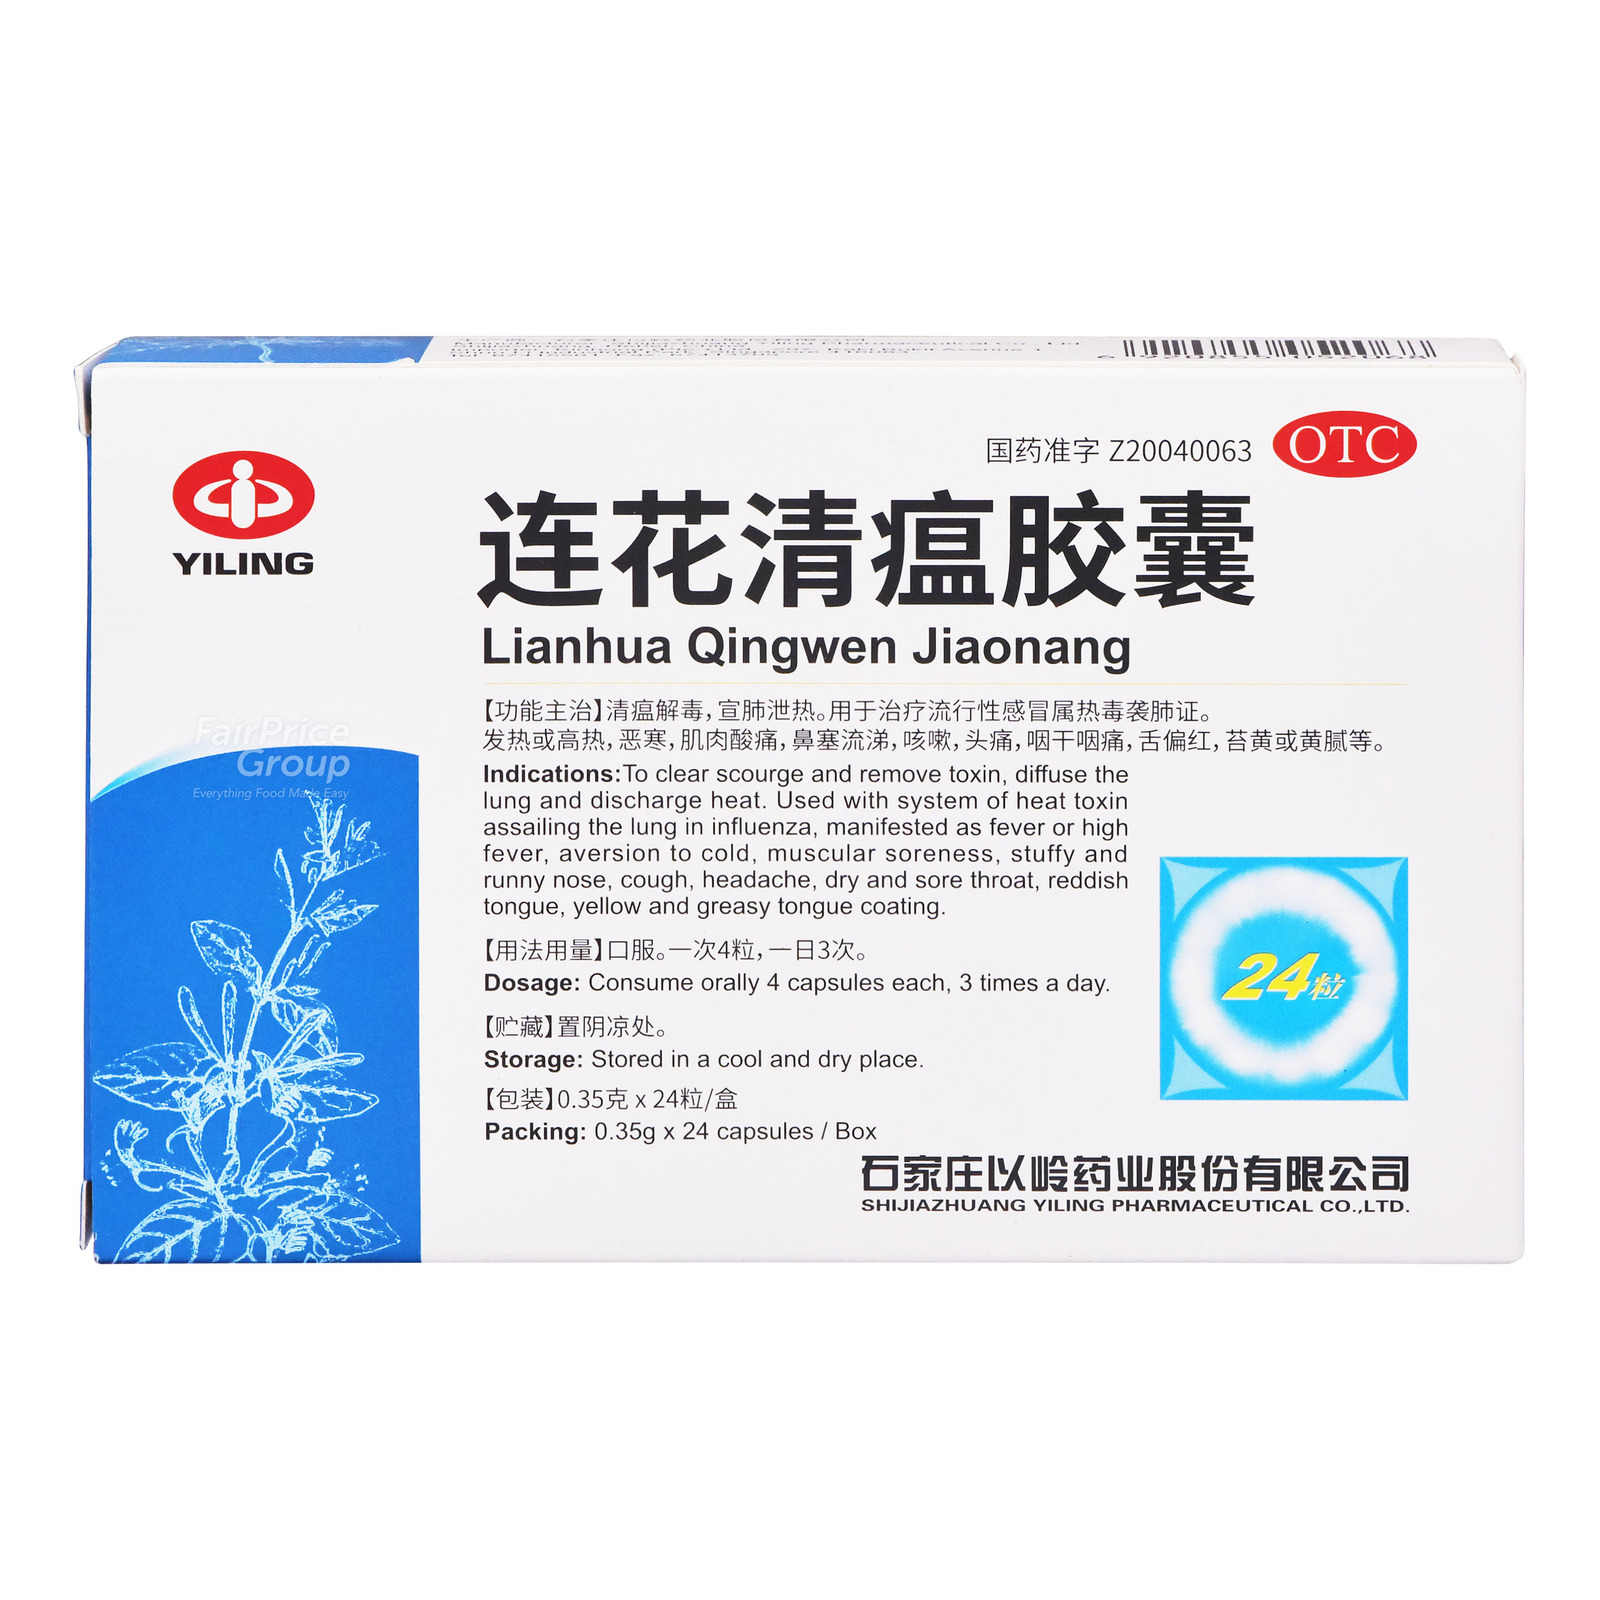 国药准字 Z20040063
OTC
YILING
连花清瘟胶囊
Lianhua Qingwen Jiaonang
【功能主治】清瘟解毒，宣肺泄热。用于治疗流行性感冒属热毒袭肺证。
发热或高热，恶寒，肌肉酸痛，鼻塞流涕，咳嗽，头痛，咽干咽痛，舌偏红，苔黄或黄腻等。
Indications:To clear scourge and remove toxin, diffuse the
lung and discharge heat. Used with system of heat toxin
assailing the lung in influenza, manifested as fever or high
fever, aversion to cold, muscular soreness, stuffy and
runny nose, cough, headache, dry and sore throat, reddish
tongue, yellow and greasy tongue coating.
【用法用量】口服。一次4粒，一日3次。
Dosage: Consume orally 4 capsules each, 3 times a day.
【贮藏】置阴凉处。
Storage: Stored in a cool and dry place.
【包装】0.35克 x 24粒/盒
Packing: 0.35g x 24 capsules / Box
24粒
石家庄以岭药业股份有限公司
SHIJIAZHUANG YILING PHARMACEUTICAL CO.,LTD.
FairPrice
Group
Everything Food Made Easy